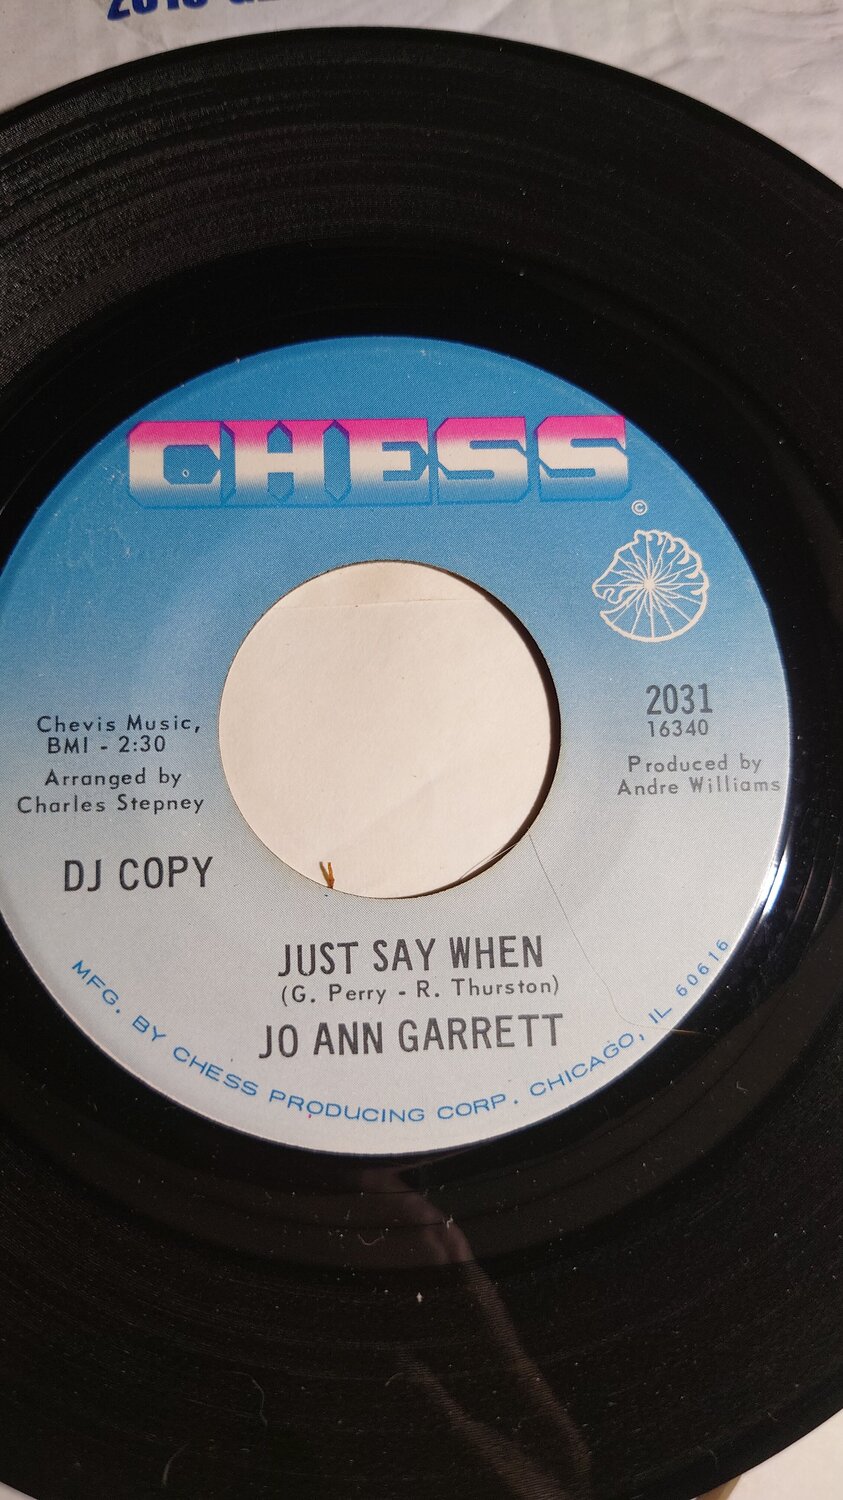 CHESS
©
2031
16340
Produced by
Andre Williams
Chevis Music,
BMI - 2:30
Arranged by
Charles Stepney
DJ COPY
JUST SAY WHEN
(G. Perry - R. Thurston)
JO ANN GARRETT
MFG. BY CHESS PRODUCING CORP. CHICAGO, IL 60616